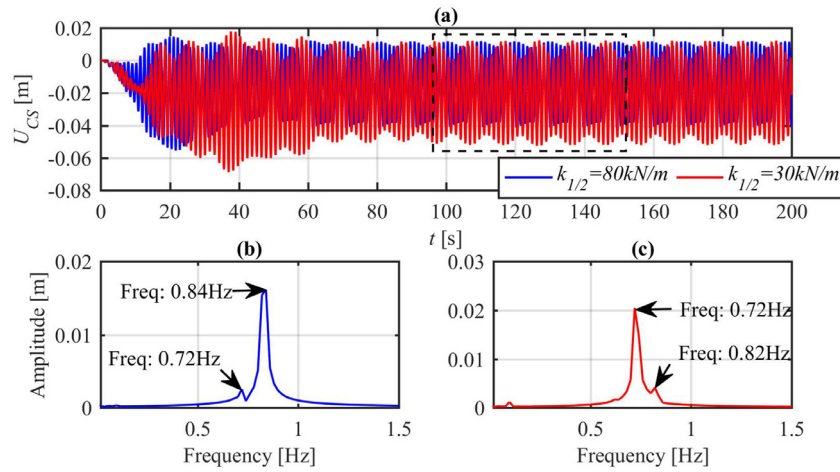 (a)
0.02
0
-0.02
-0.04
-0.06
-0.08
U_CS [m]
0 20 40 60 80 100 120 140 160 180 200
k_1/2=80kN/m k_1/2=30kN/m
t [s]
(b)
0.02
0.01
0
Amplitude [m]
Freq: 0.84Hz
Freq: 0.72Hz
0.5 1 1.5
Frequency [Hz]
(c)
0.03
0.02
0.01
0
Freq: 0.72Hz
Freq: 0.82Hz
0.5 1 1.5
Frequency [Hz]